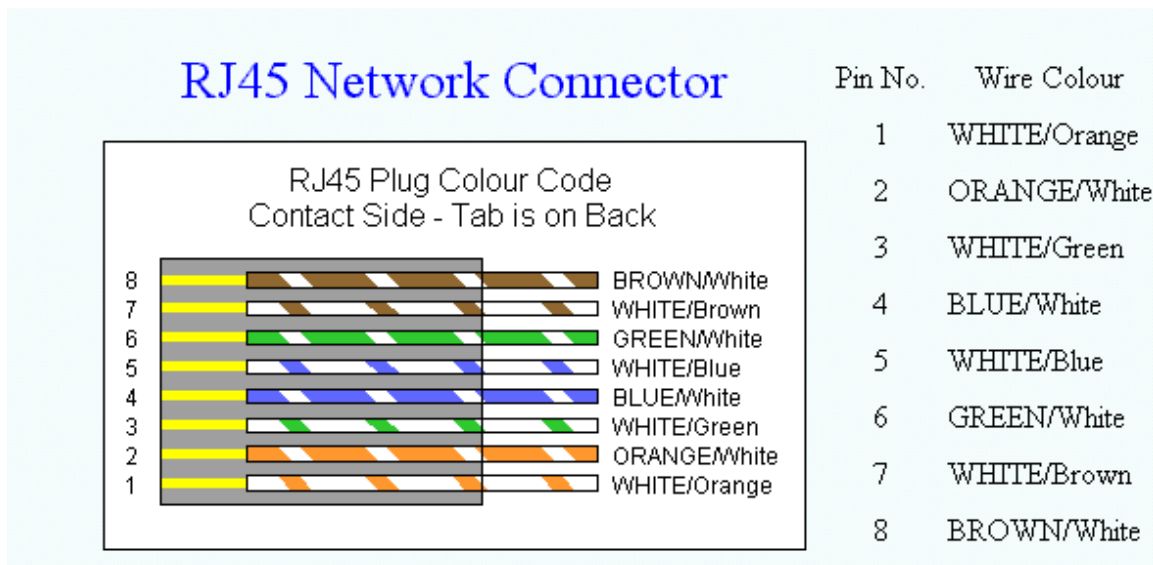 RJ45 Network Connector
RJ45 Plug Colour Code
Contact Side - Tab is on Back
8 BROWN/White
7 WHITE/Brown
6 GREEN/White
5 WHITE/Blue
4 BLUE/White
3 WHITE/Green
2 ORANGE/White
1 WHITE/Orange
Pin No. Wire Colour
1 WHITE/Orange
2 ORANGE/White
3 WHITE/Green
4 BLUE/White
5 WHITE/Blue
6 GREEN/White
7 WHITE/Brown
8 BROWN/White